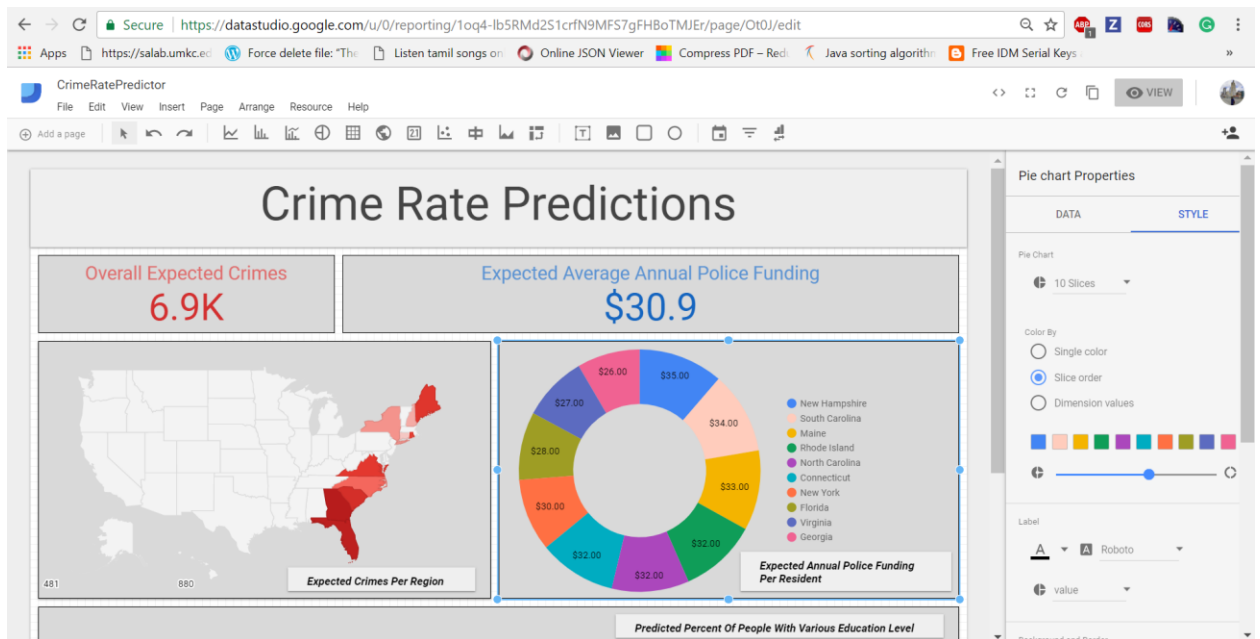 Secure | https://datastudio.google.com/u/0/reporting/1oq4-lb5RMd2S1crfN9MFS7gFHBoTMJEr/page/Ot0J/edit
ABP 1 Z CORS G
Apps https://salab.umkc.ed Force delete file: "The Listen tamil songs on Online JSON Viewer Compress PDF – Redu Java sorting algorithm Free IDM Serial Keys »
CrimeRatePredictor
File Edit View Insert Page Arrange Resource Help
VIEW
Add a page
21
T
Crime Rate Predictions
Overall Expected Crimes
6.9K
Expected Average Annual Police Funding
$30.9
481 880
Expected Crimes Per Region
$35.00
$34.00
$33.00
$32.00
$32.00
$32.00
$30.00
$28.00
$27.00
$26.00
New Hampshire
South Carolina
Maine
Rhode Island
North Carolina
Connecticut
New York
Florida
Virginia
Georgia
Expected Annual Police Funding
Per Resident
Predicted Percent Of People With Various Education Level
Pie chart Properties
DATA STYLE
Pie Chart
10 Slices
Color By
Single color
Slice order
Dimension values
Label
A A Roboto
value
Background and Border